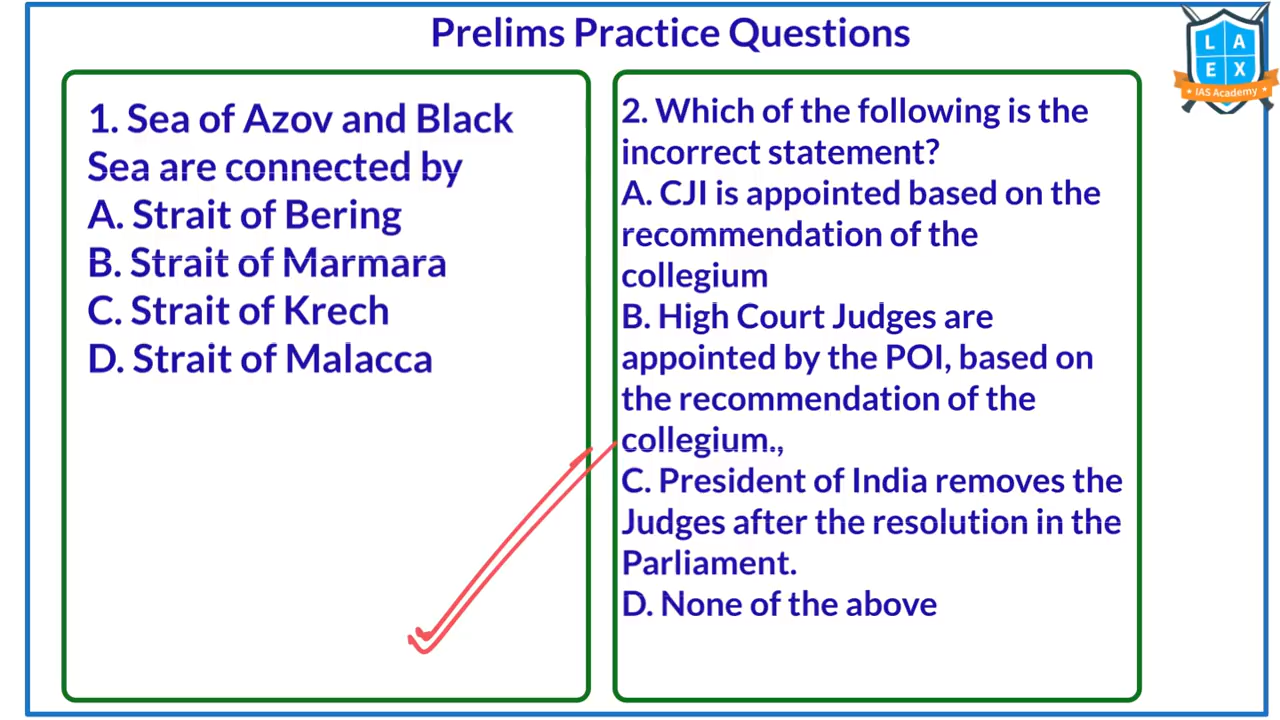 Prelims Practice Questions
L A
E X
IAS Academy
1. Sea of Azov and Black
Sea are connected by
A. Strait of Bering
B. Strait of Marmara
C. Strait of Krech
D. Strait of Malacca
2. Which of the following is the
incorrect statement?
A. CJI is appointed based on the
recommendation of the
collegium
B. High Court Judges are
appointed by the POI, based on
the recommendation of the
collegium.,
C. President of India removes the
Judges after the resolution in the
Parliament.
D. None of the above